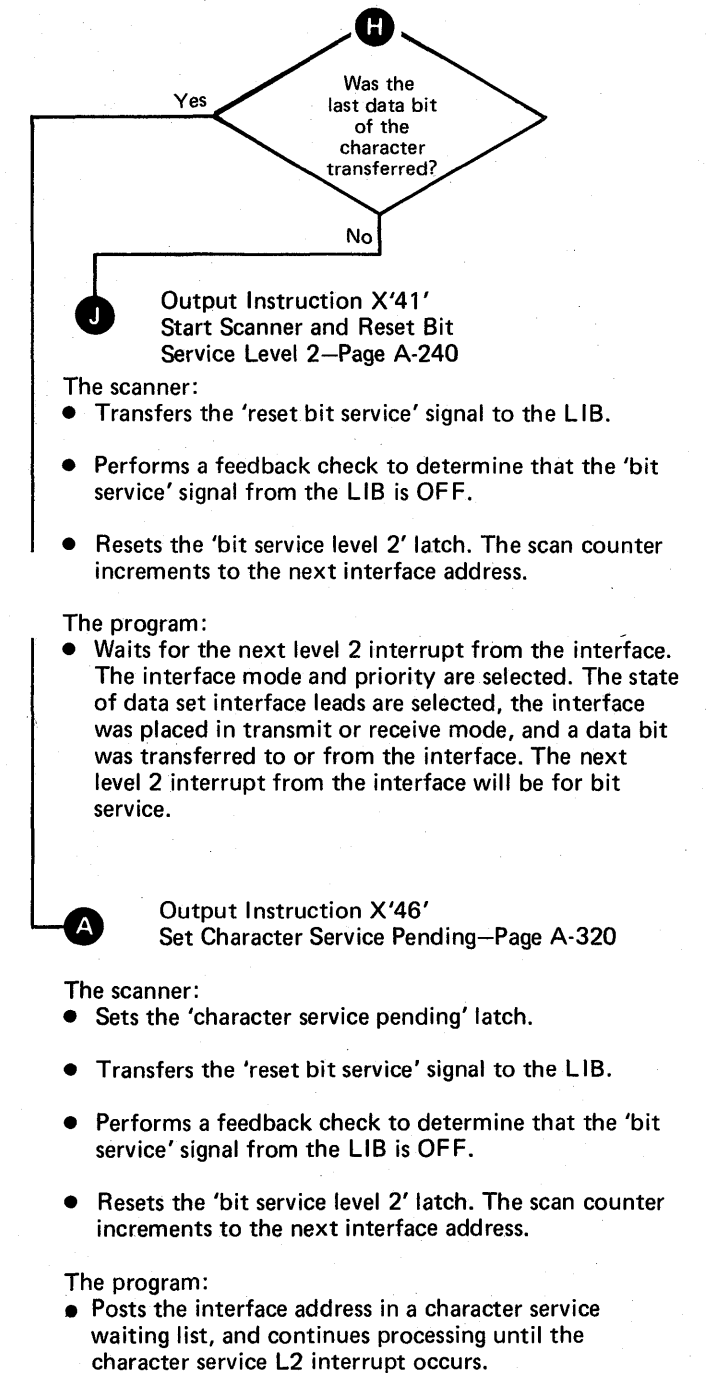 H
Was the
last data bit
of the
character
transferred?
Yes
No
J
Output Instruction X'41'
Start Scanner and Reset Bit
Service Level 2—Page A-240
The scanner:
● Transfers the 'reset bit service' signal to the LIB.
● Performs a feedback check to determine that the 'bit
service' signal from the LIB is OFF.
● Resets the 'bit service level 2' latch. The scan counter
increments to the next interface address.
The program:
● Waits for the next level 2 interrupt from the interface.
The interface mode and priority are selected. The state
of data set interface leads are selected, the interface
was placed in transmit or receive mode, and a data bit
was transferred to or from the interface. The next
level 2 interrupt from the interface will be for bit
service.
A
Output Instruction X'46'
Set Character Service Pending—Page A-320
The scanner:
● Sets the 'character service pending' latch.
● Transfers the 'reset bit service' signal to the LIB.
● Performs a feedback check to determine that the 'bit
service' signal from the LIB is OFF.
● Resets the 'bit service level 2' latch. The scan counter
increments to the next interface address.
The program:
● Posts the interface address in a character service
waiting list, and continues processing until the
character service L2 interrupt occurs.